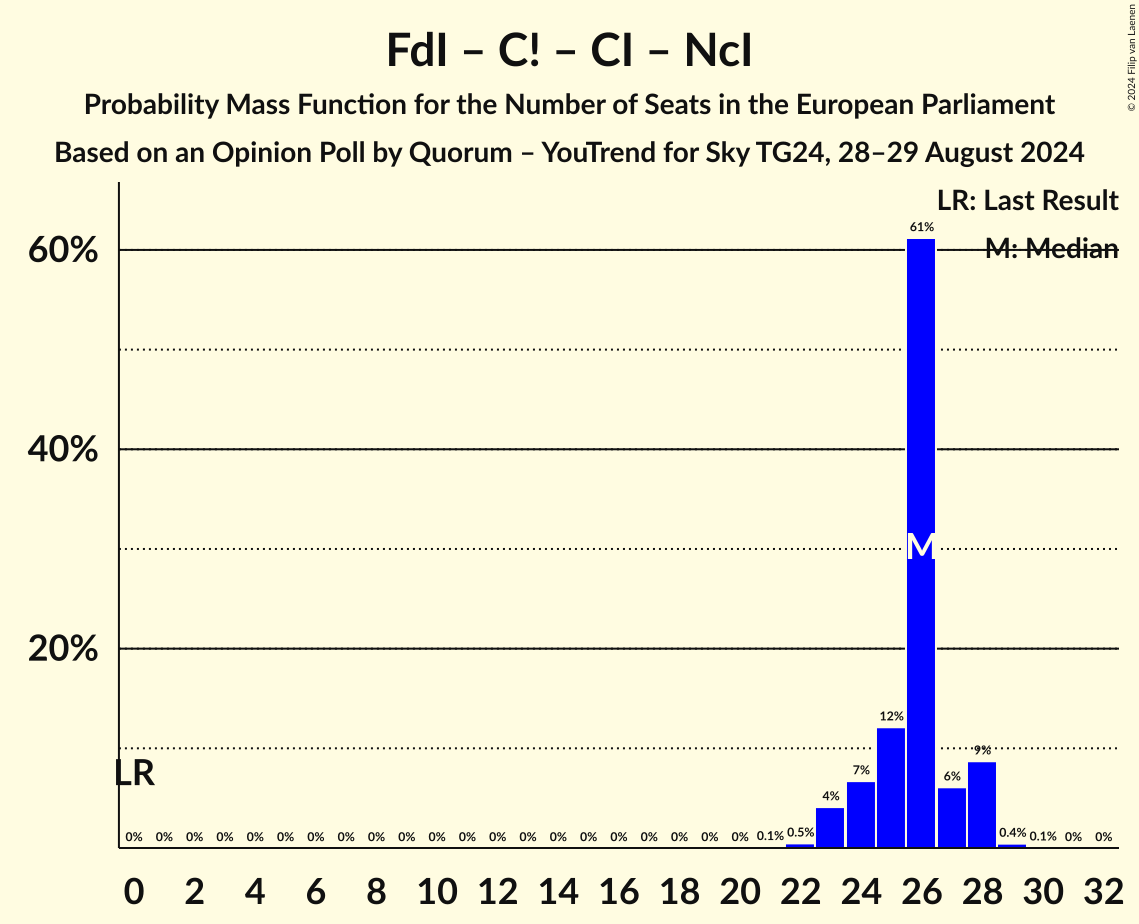 FdI – C! – CI – NcI
Probability Mass Function for the Number of Seats in the European Parliament
Based on an Opinion Poll by Quorum – YouTrend for Sky TG24, 28–29 August 2024
© 2024 Filip van Laenen
LR: Last Result
M: Median
60%
40%
20%
61%
M
LR
0% 0% 0% 0% 0% 0% 0% 0% 0% 0% 0% 0% 0% 0% 0% 0% 0% 0% 0% 0% 0% 0.1% 0.5% 4% 7% 12% 6% 9% 0.4% 0.1% 0% 0%
0 2 4 6 8 10 12 14 16 18 20 22 24 26 28 30 32